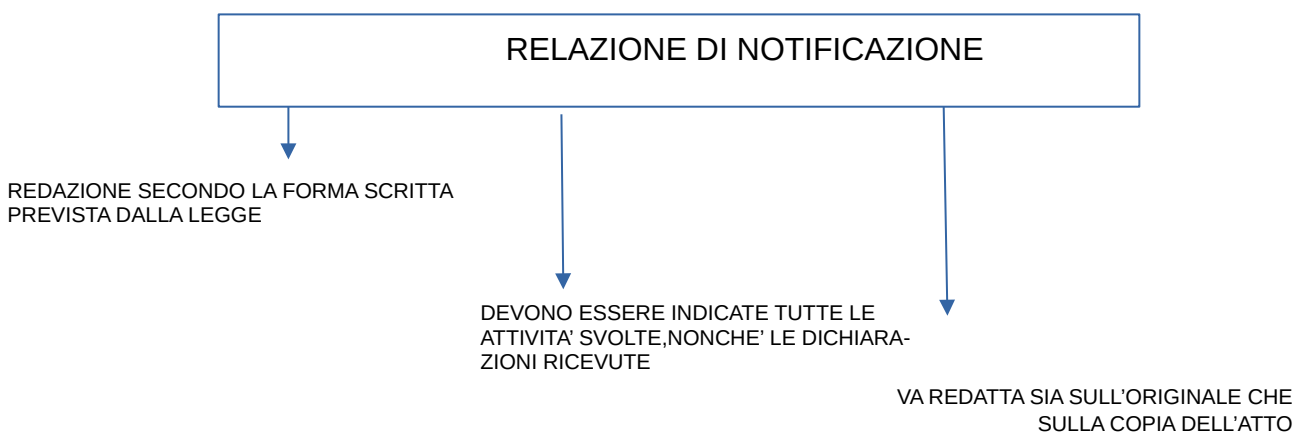 RELAZIONE DI NOTIFICAZIONE
REDAZIONE SECONDO LA FORMA SCRITTA
PREVISTA DALLA LEGGE
DEVONO ESSERE INDICATE TUTTE LE
ATTIVITA’ SVOLTE,NONCHE’ LE DICHIARA-
ZIONI RICEVUTE
VA REDATTA SIA SULL’ORIGINALE CHE
SULLA COPIA DELL’ATTO